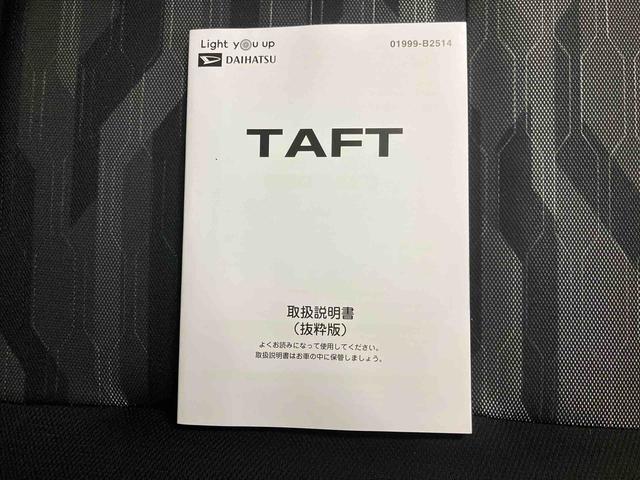 Light you up
01999-B2514
DAIHATSU
TAFT
取扱説明書
（抜粋版）
よくお読みになって使用してください。
取扱説明書はお車の中に保管しましょう。